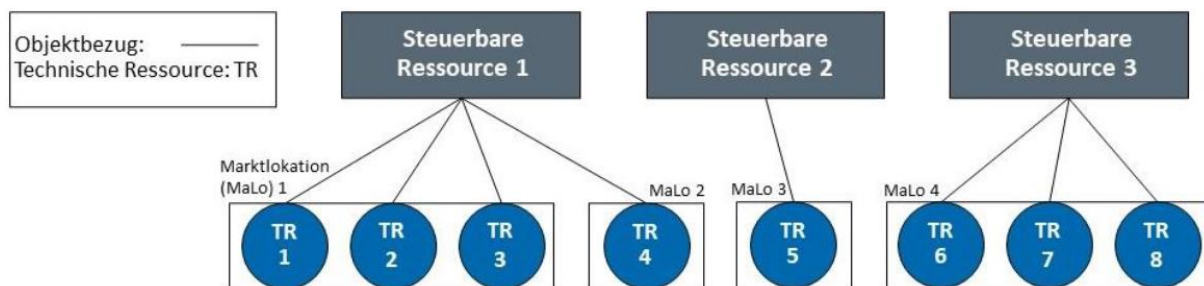 Objektbezug:
Technische Ressource: TR
Steuerbare
Ressource 1
Steuerbare
Ressource 2
Steuerbare
Ressource 3
Marktlokation
(MaLo) 1
MaLo 2
MaLo 3
MaLo 4
TR
1
TR
2
TR
3
TR
4
TR
5
TR
6
TR
7
TR
8